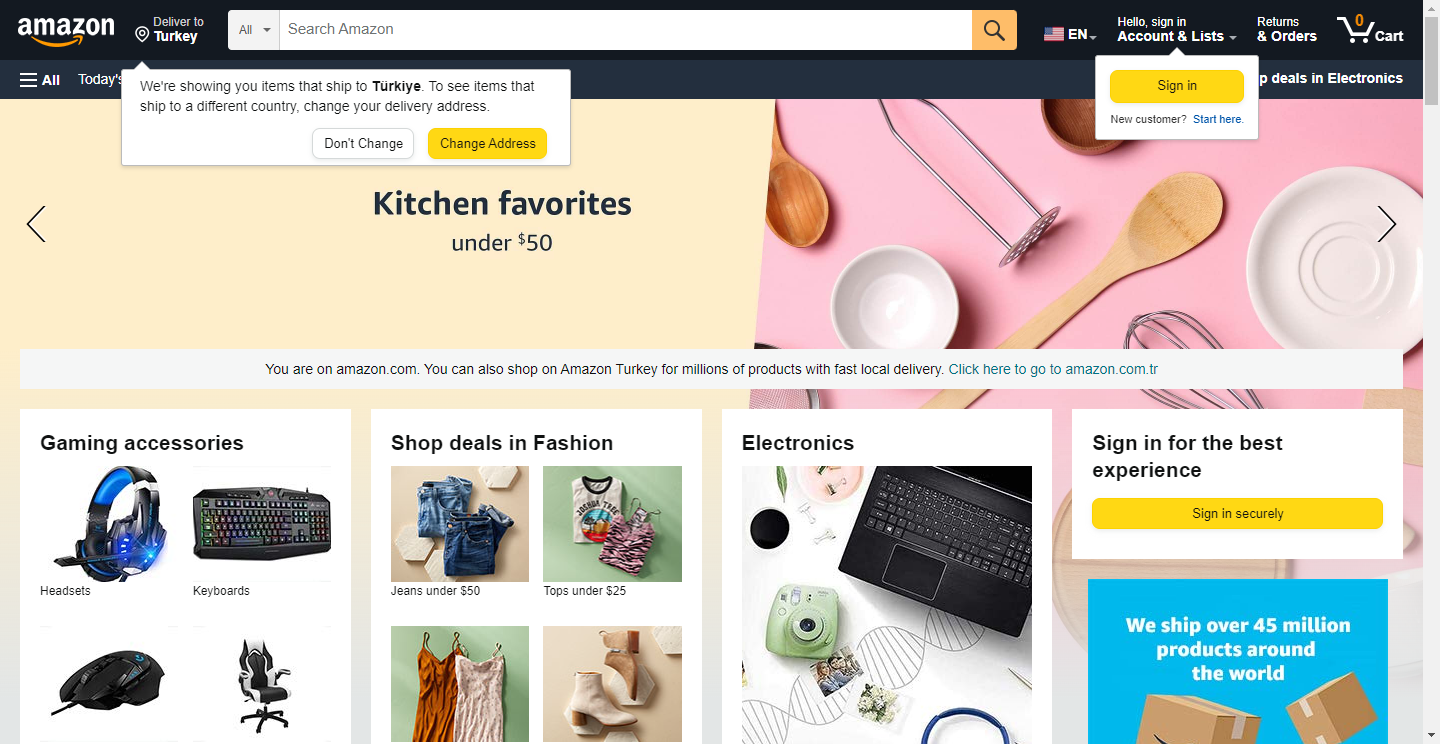 amazon
Deliver to
Turkey
All
Search Amazon
EN
Hello, sign in
Account & Lists
Returns
& Orders
0
Cart
All
Today's
p deals in Electronics
We're showing you items that ship to Türkiye. To see items that
ship to a different country, change your delivery address.
Don't Change
Change Address
Sign in
New customer? Start here.
Kitchen favorites
under $50
You are on amazon.com. You can also shop on Amazon Turkey for millions of products with fast local delivery. Click here to go to amazon.com.tr
Gaming accessories
Headsets
Keyboards
Shop deals in Fashion
JOSHUA TREE
Jeans under $50
Tops under $25
Electronics
Sign in for the best
experience
Sign in securely
We ship over 45 million
products around
the world